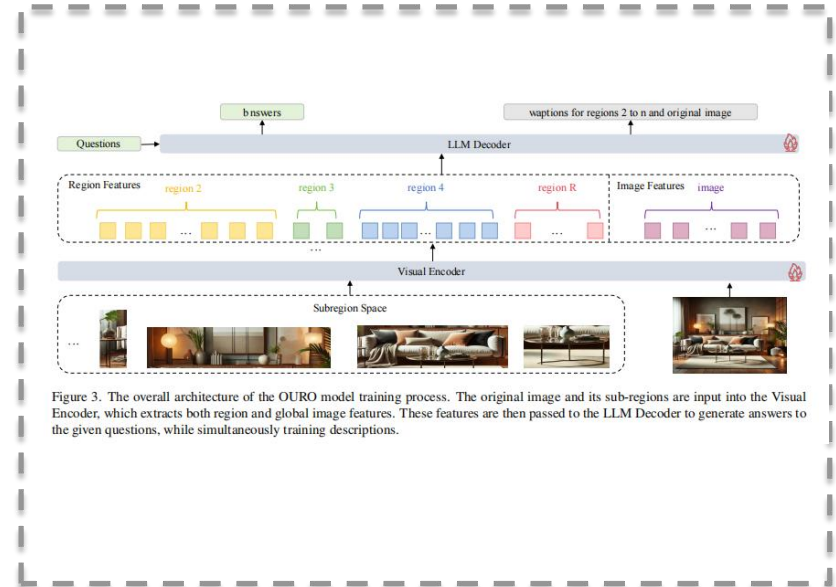 bnswers
waptions for regions 2 to n and original image
Questions
LLM Decoder
Region Features
region 2
region 3
region 4
region R
Image Features
image
...
...
...
...
...
Visual Encoder
Subregion Space
...
Figure 3. The overall architecture of the OURO model training process. The original image and its sub-regions are input into the Visual
Encoder, which extracts both region and global image features. These features are then passed to the LLM Decoder to generate answers to
the given questions, while simultaneously training descriptions.